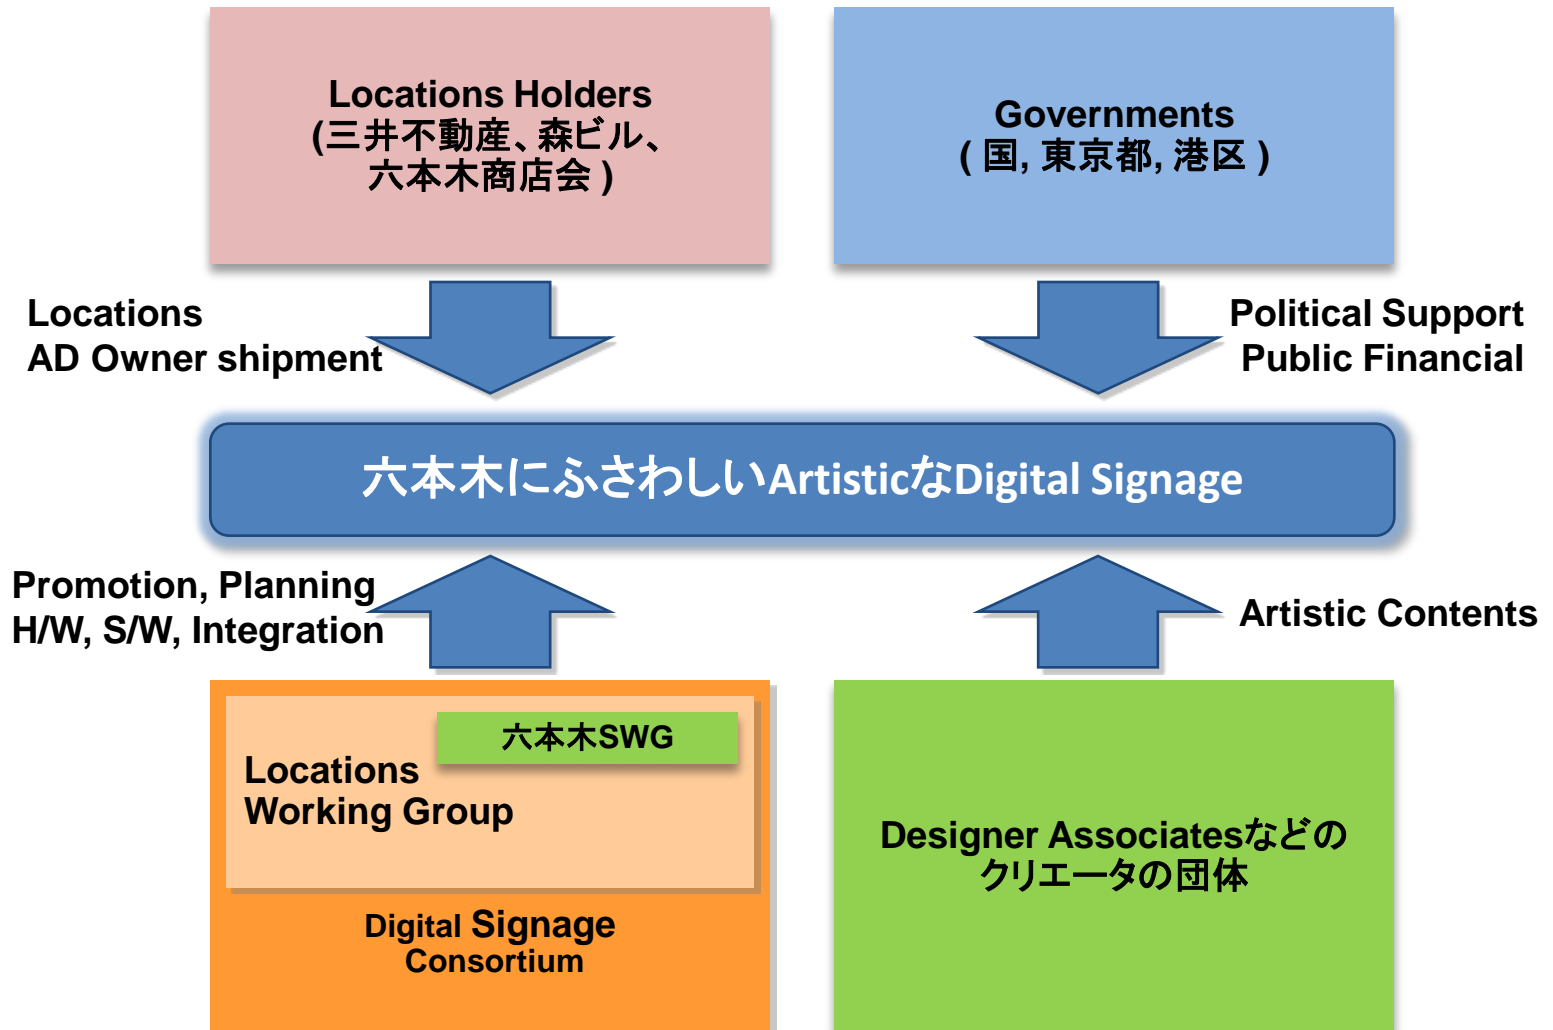 Locations Holders
(三井不動産、森ビル、
六本木商店会 )
Governments
( 国, 東京都, 港区 )
Locations
AD Owner shipment
Political Support
Public Financial
六本木にふさわしいArtisticなDigital Signage
Promotion, Planning
H/W, S/W, Integration
Artistic Contents
六本木SWG
Locations
Working Group
Digital Signage
Consortium
Designer Associatesなどの
クリエータの団体